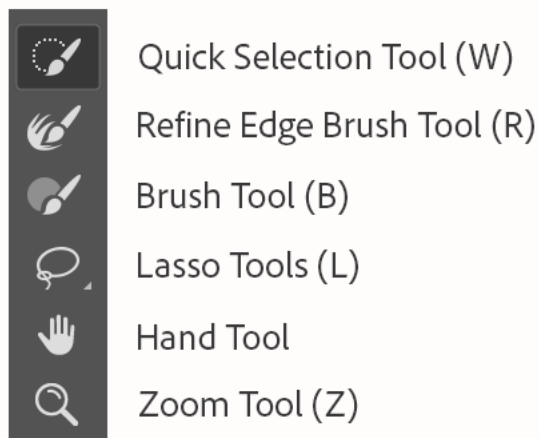 Quick Selection Tool (W)
Refine Edge Brush Tool (R)
Brush Tool (B)
Lasso Tools (L)
Hand Tool
Zoom Tool (Z)